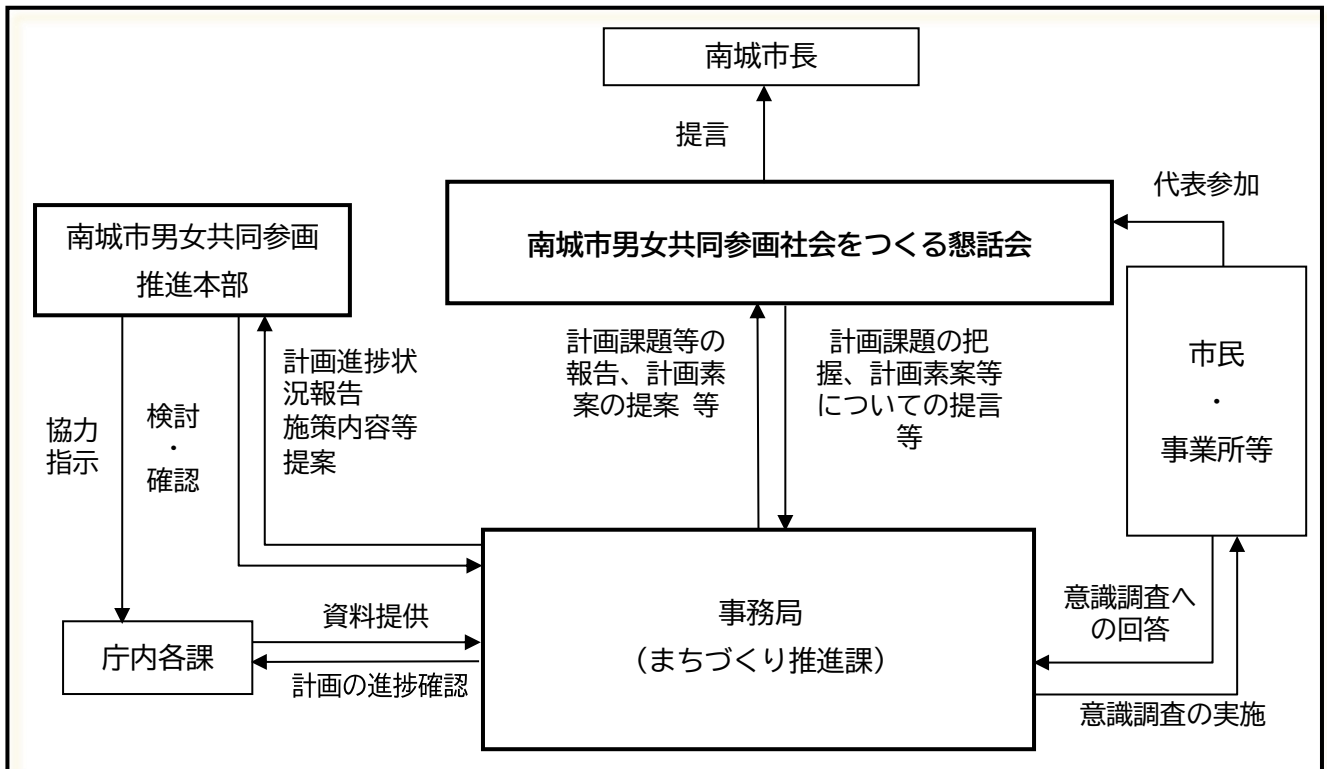 南城市長
提言
代表参加
南城市男女共同参画
推進本部
南城市男女共同参画社会をつくる懇話会
計画進捗状
況報告
施策内容等
提案
計画課題等の
報告、計画素
案の提案 等
計画課題の把
握、計画素案等
についての提言
等
市民
・
事業所等
協力
指示
検討
・
確認
資料提供
庁内各課
計画の進捗確認
事務局
（まちづくり推進課）
意識調査へ
の回答
意識調査の実施